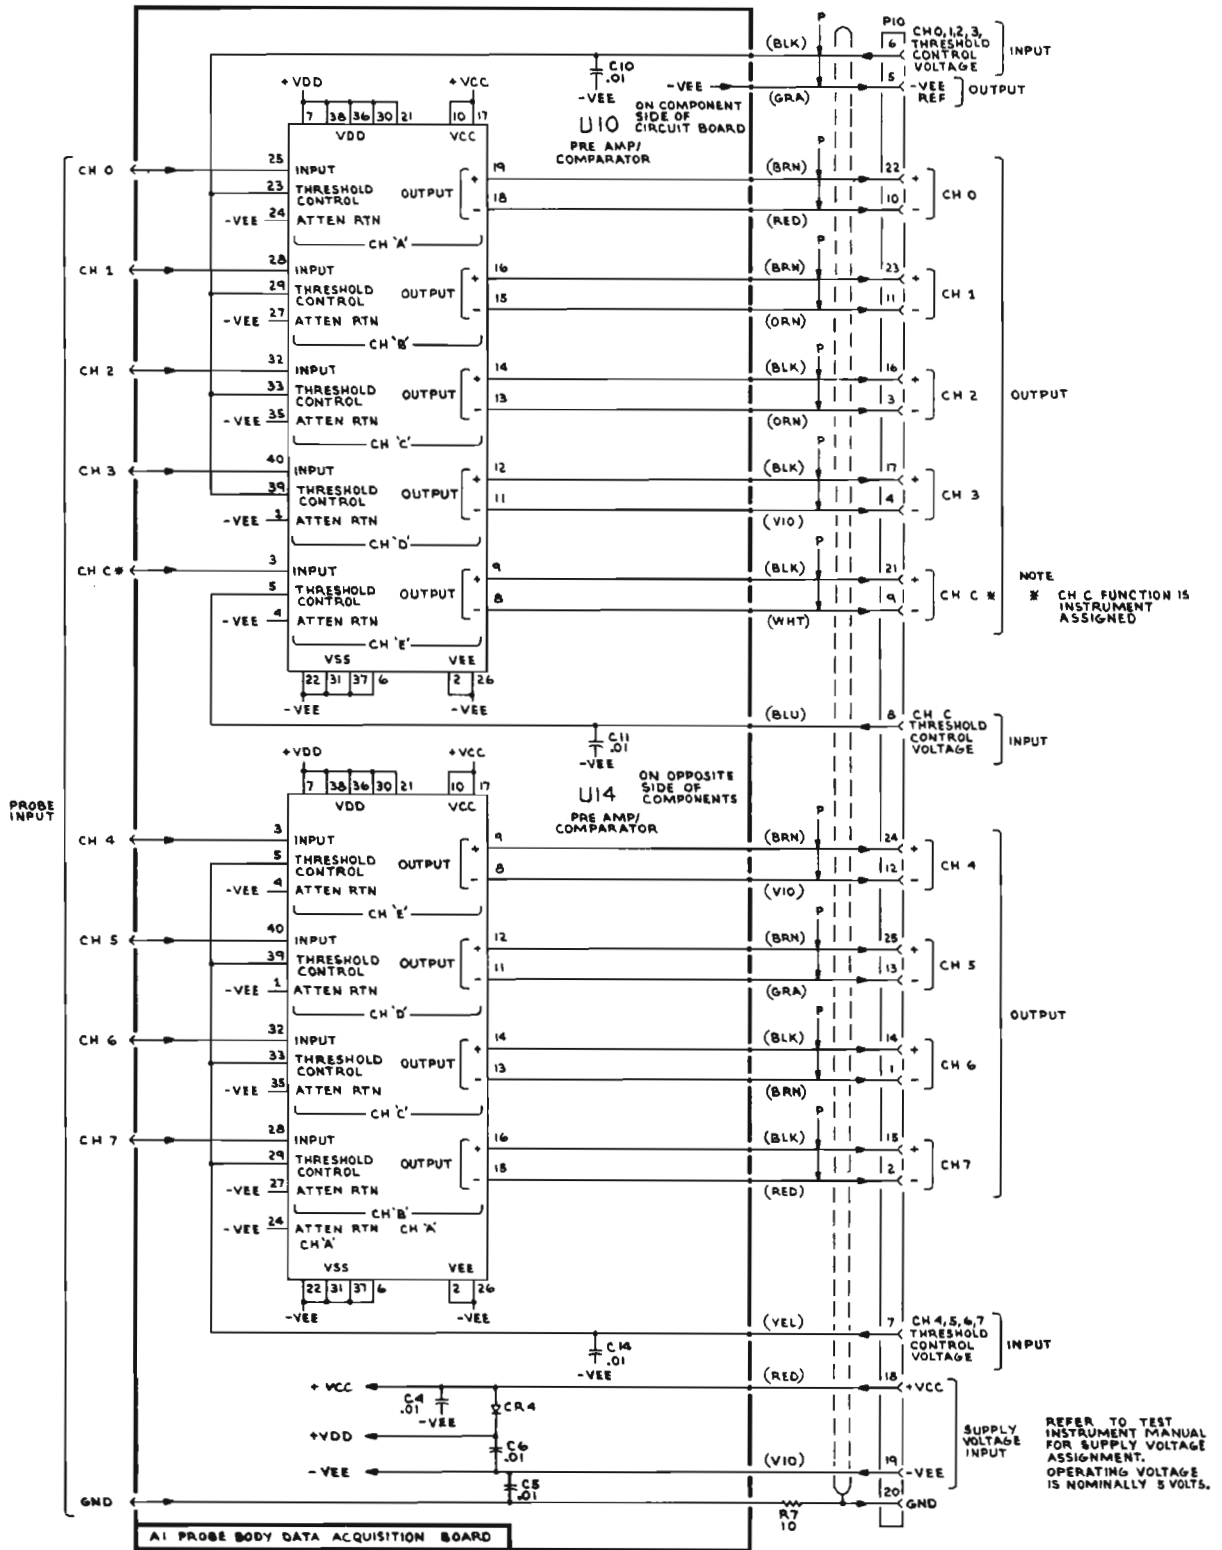 (BLK)
P
P10
6
CH 0,1,2,3,
THRESHOLD
CONTROL
VOLTAGE
INPUT
C10
.01
-VEE
-VEE
(GRA)
5
-VEE
REF
OUTPUT
+VDD
+VCC
7 38 36 30 21
10 17
VDD
VCC
U10
ON COMPONENT
SIDE OF
CIRCUIT BOARD
PRE AMP/
COMPARATOR
CH 0
25
INPUT
23
THRESHOLD
CONTROL
-VEE 24
ATTEN RTN
OUTPUT
+
-
19
18
CH 'A'
(BRN)
(RED)
P
22
10
+
-
CH 0
CH 1
28
INPUT
29
THRESHOLD
CONTROL
-VEE 27
ATTEN RTN
OUTPUT
+
-
16
15
CH 'B'
(BRN)
(ORN)
P
23
11
+
-
CH 1
CH 2
32
INPUT
33
THRESHOLD
CONTROL
-VEE 35
ATTEN RTN
OUTPUT
+
-
14
13
CH 'C'
(BLK)
(ORN)
P
16
3
+
-
CH 2
OUTPUT
CH 3
40
INPUT
39
THRESHOLD
CONTROL
-VEE 1
ATTEN RTN
OUTPUT
+
-
12
11
CH 'D'
(BLK)
(VIO)
P
17
4
+
-
CH 3
CH C*
3
INPUT
5
THRESHOLD
CONTROL
-VEE 4
ATTEN RTN
OUTPUT
+
-
9
8
CH 'E'
(BLK)
(WHT)
P
21
9
+
-
CH C *
NOTE
* CH C FUNCTION IS
INSTRUMENT
ASSIGNED
VSS
VEE
22 31 37 6
2 26
-VEE
-VEE
(BLU)
8
CH C
THRESHOLD
CONTROL
VOLTAGE
INPUT
C11
.01
-VEE
+VDD
+VCC
7 38 36 30 21
10 17
VDD
VCC
U14
ON OPPOSITE
SIDE OF
COMPONENTS
PRE AMP/
COMPARATOR
PROBE
INPUT
CH 4
3
INPUT
5
THRESHOLD
CONTROL
-VEE 4
ATTEN RTN
OUTPUT
+
-
9
8
CH 'E'
(BRN)
(VIO)
P
24
12
+
-
CH 4
CH 5
40
INPUT
39
THRESHOLD
CONTROL
-VEE 1
ATTEN RTN
OUTPUT
+
-
12
11
CH 'D'
(BRN)
(GRA)
P
25
13
+
-
CH 5
OUTPUT
CH 6
32
INPUT
33
THRESHOLD
CONTROL
-VEE 35
ATTEN RTN
OUTPUT
+
-
14
13
CH 'C'
(BLK)
(BRN)
P
14
1
+
-
CH 6
CH 7
28
INPUT
29
THRESHOLD
CONTROL
-VEE 27
ATTEN RTN
OUTPUT
+
-
16
15
CH 'B'
(BLK)
(RED)
P
15
2
+
-
CH 7
-VEE 24
ATTEN RTN CH 'A'
CH 'A'
VSS
VEE
22 31 37 6
2 26
-VEE
-VEE
(YEL)
7
CH 4,5,6,7
THRESHOLD
CONTROL
VOLTAGE
INPUT
C14
.01
-VEE
+VCC
C4
.01
-VEE
CR4
(RED)
18
+VCC
+VDD
C6
.01
-VEE
C5
.01
(VIO)
19
-VEE
SUPPLY
VOLTAGE
INPUT
REFER TO TEST
INSTRUMENT MANUAL
FOR SUPPLY VOLTAGE
ASSIGNMENT.
OPERATING VOLTAGE
IS NOMINALLY 5 VOLTS.
GND
R7
10
20
GND
A1 PROBE BODY DATA ACQUISITION BOARD